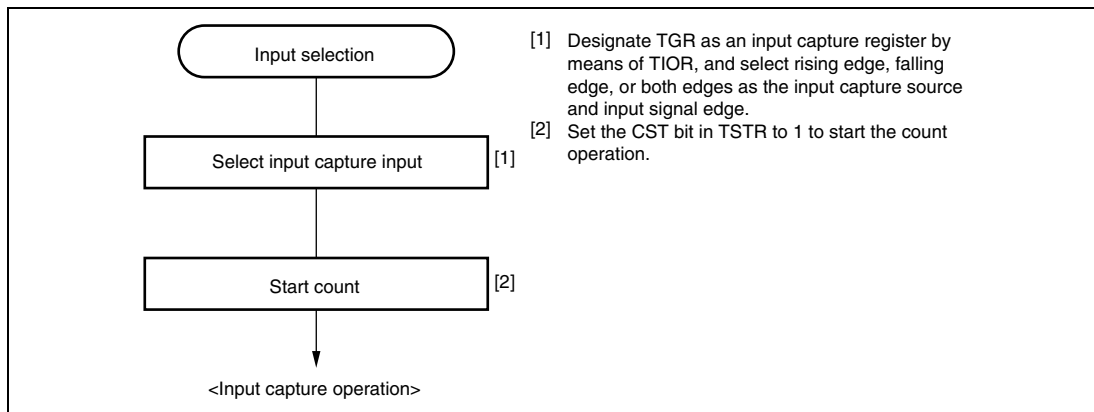 Input selection
Select input capture input
[1]
Start count
[2]
<Input capture operation>
[1] Designate TGR as an input capture register by
means of TIOR, and select rising edge, falling
edge, or both edges as the input capture source
and input signal edge.
[2] Set the CST bit in TSTR to 1 to start the count
operation.